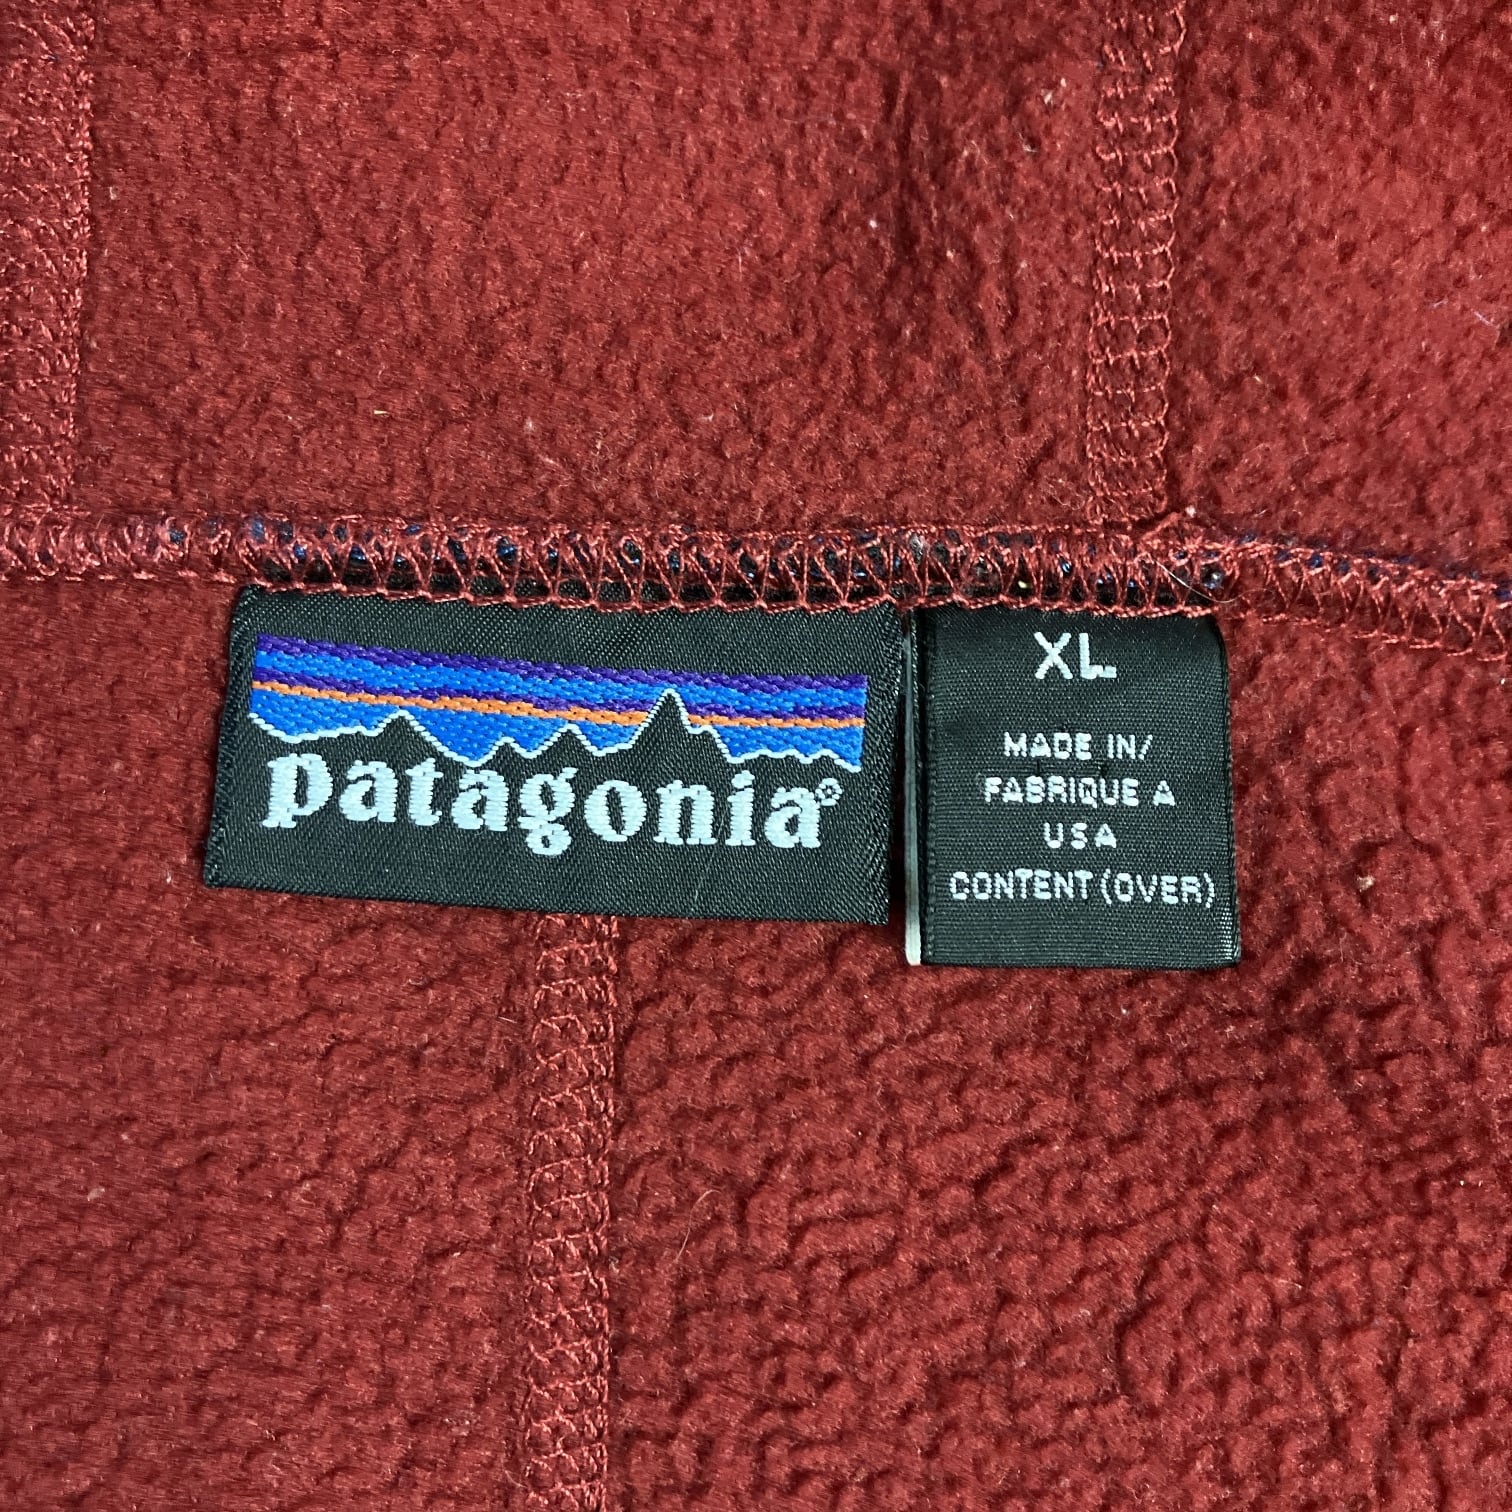 patagonia®
XL
MADE IN/
FABRIQUE A
USA
CONTENT (OVER)